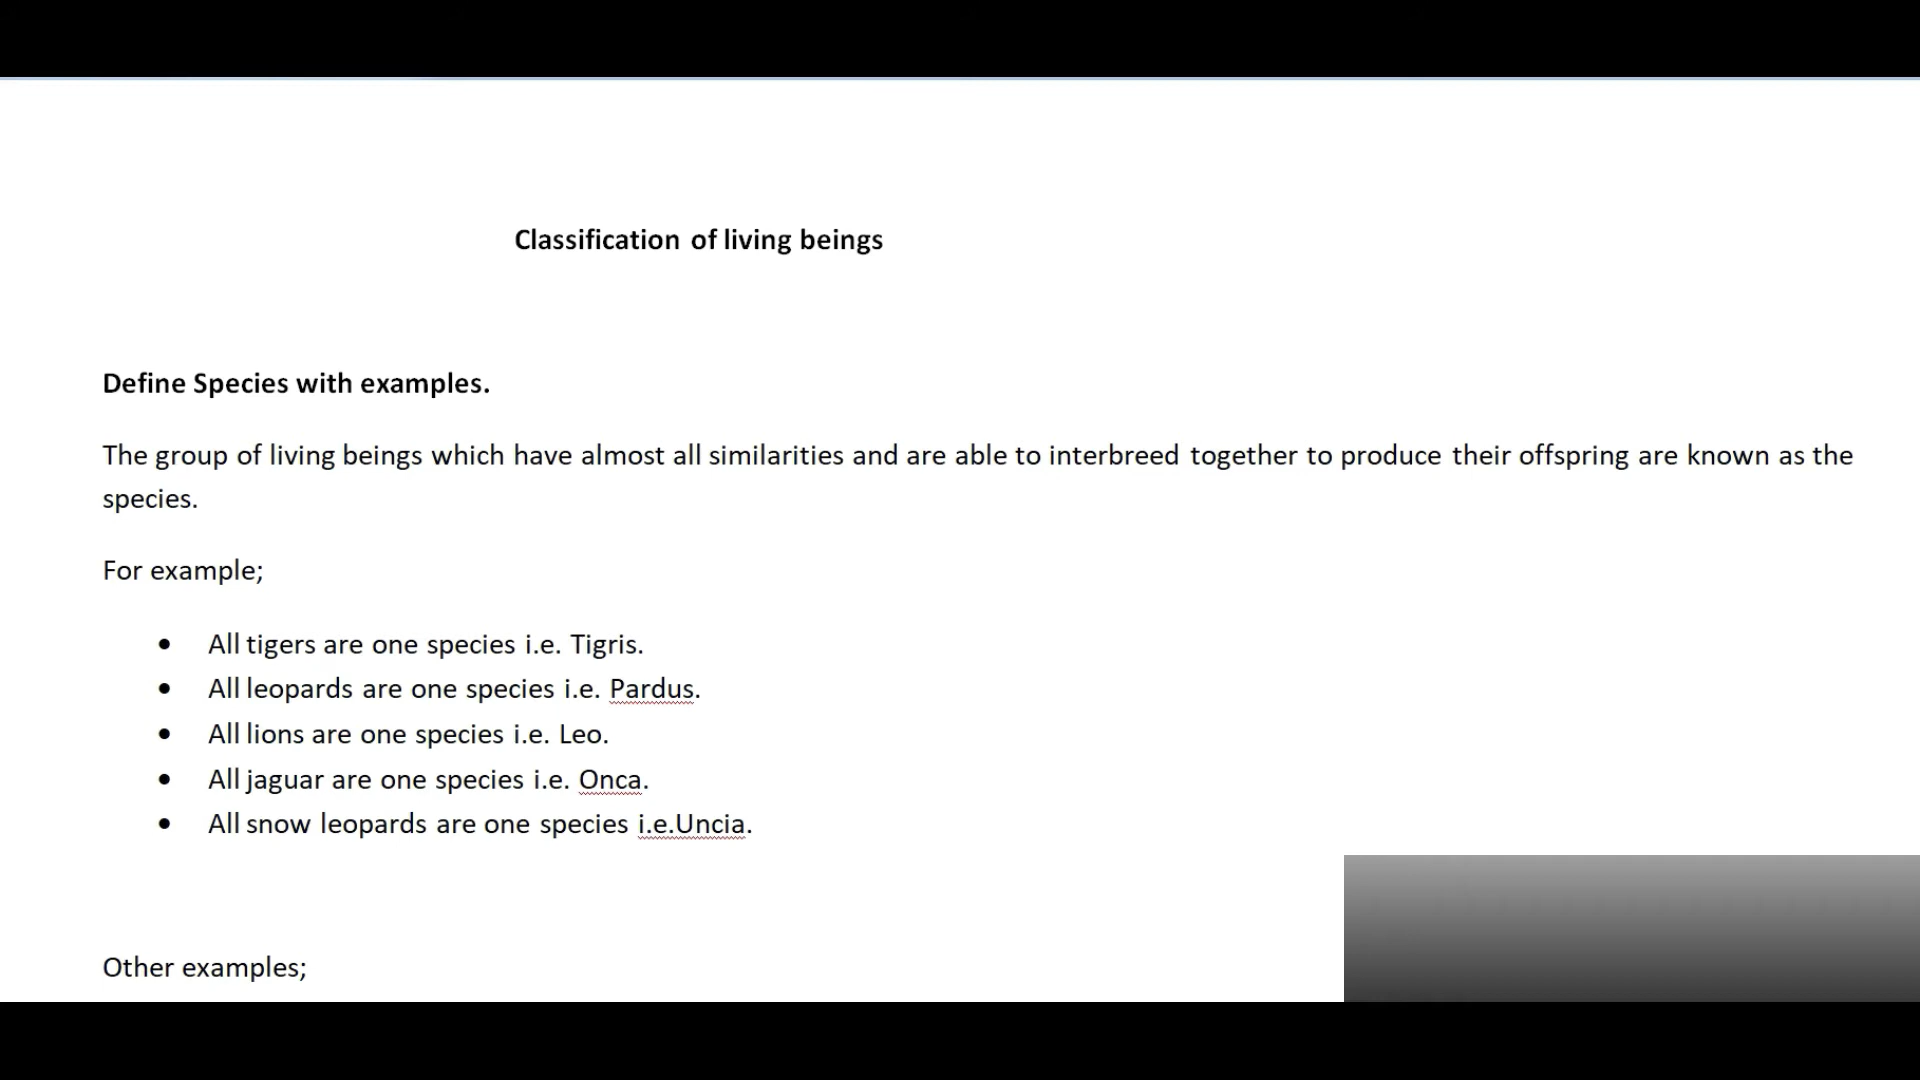 Classification of living beings
Define Species with examples.
The group of living beings which have almost all similarities and are able to interbreed together to produce their offspring are known as the
species.
For example;
• All tigers are one species i.e. Tigris.
• All leopards are one species i.e. Pardus.
• All lions are one species i.e. Leo.
• All jaguar are one species i.e. Onca.
• All snow leopards are one species i.e.Uncia.
Other examples;